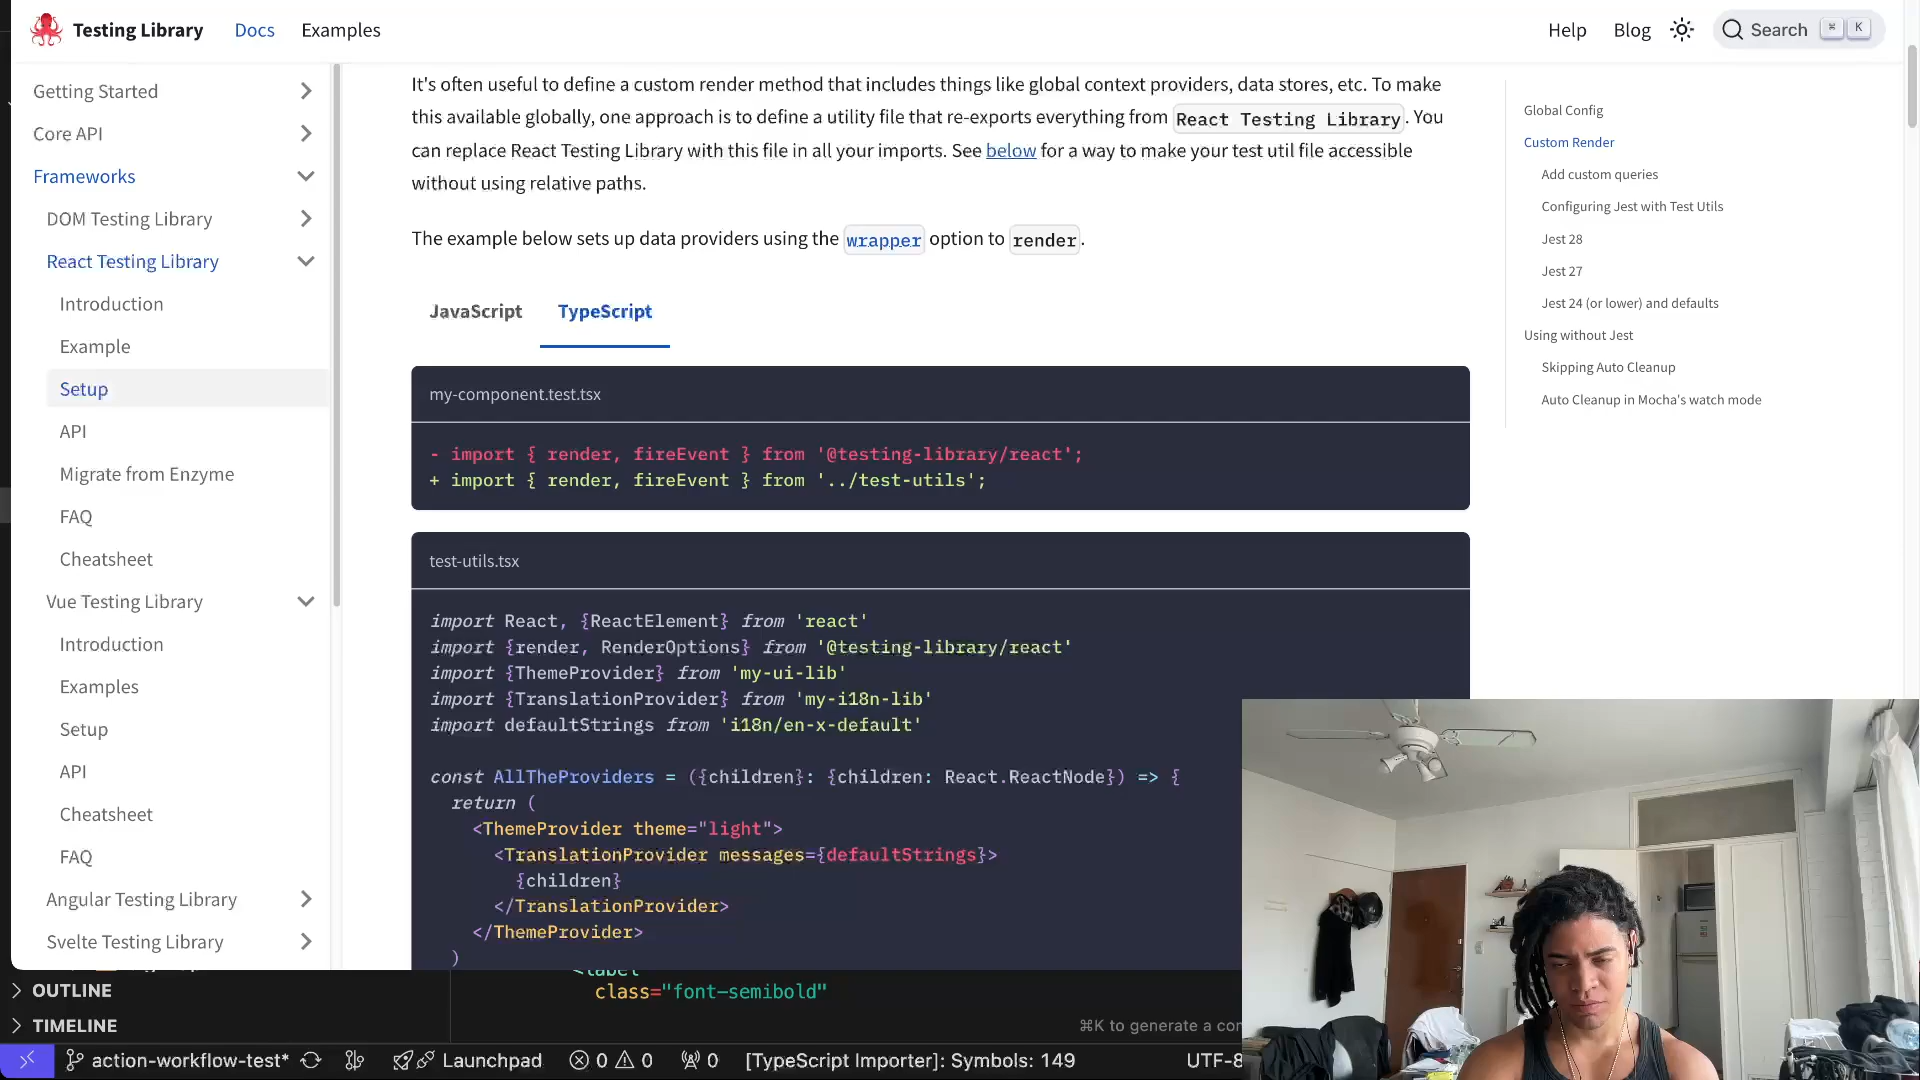 Testing Library
Docs
Examples
Help
Blog
Search
⌘ K
Getting Started
Core API
Frameworks
DOM Testing Library
React Testing Library
Introduction
Example
Setup
API
Migrate from Enzyme
FAQ
Cheatsheet
Vue Testing Library
Introduction
Examples
Setup
API
Cheatsheet
FAQ
Angular Testing Library
Svelte Testing Library
It's often useful to define a custom render method that includes things like global context providers, data stores, etc. To make
this available globally, one approach is to define a utility file that re-exports everything from React Testing Library. You
can replace React Testing Library with this file in all your imports. See below for a way to make your test util file accessible
without using relative paths.
The example below sets up data providers using the wrapper option to render.
JavaScript
TypeScript
my-component.test.tsx
- import { render, fireEvent } from '@testing-library/react';
+ import { render, fireEvent } from '../test-utils';
test-utils.tsx
import React, {ReactElement} from 'react'
import {render, RenderOptions} from '@testing-library/react'
import {ThemeProvider} from 'my-ui-lib'
import {TranslationProvider} from 'my-i18n-lib'
import defaultStrings from 'i18n/en-x-default'
const AllTheProviders = ({children}: {children: React.ReactNode}) => {
return (
<ThemeProvider theme="light">
<TranslationProvider messages={defaultStrings}>
{children}
</TranslationProvider>
</ThemeProvider>
)
Global Config
Custom Render
Add custom queries
Configuring Jest with Test Utils
Jest 28
Jest 27
Jest 24 (or lower) and defaults
Using without Jest
Skipping Auto Cleanup
Auto Cleanup in Mocha's watch mode
<label
class="font-semibold"
⌘K to generate a
OUTLINE
TIMELINE
action-workflow-test*
Launchpad
0
0
0
[TypeScript Importer]: Symbols: 149
UTF-8